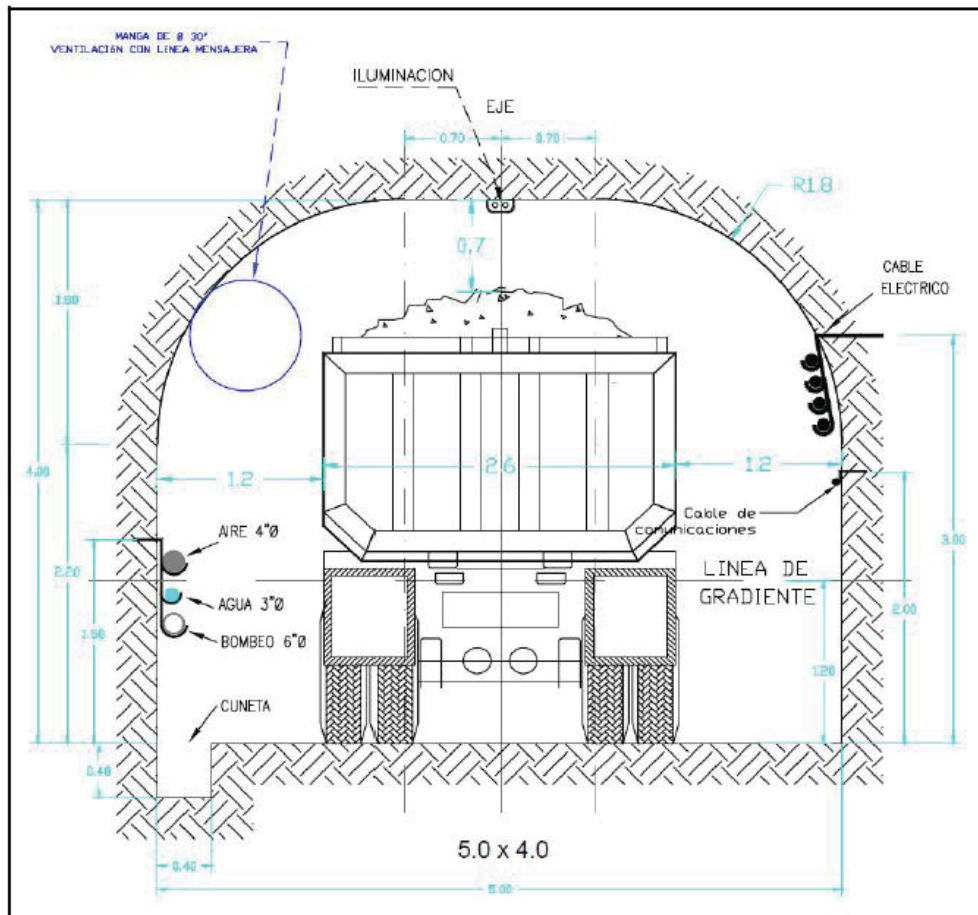 MANGA DE Ø 30"
VENTILACIÓN CON LINEA MENSAJERA
ILUMINACION
EJE
0.70
0.70
R1.8
0.7
CABLE
ELECTRICO
1.80
4.00
1.2
2.6
1.2
Cable de
comunicaciones
3.00
AIRE 4"Ø
LINEA DE
GRADIENTE
2.20
AGUA 3"Ø
1.50
2.00
BOMBEO 6"Ø
1.20
CUNETA
0.40
5.0 x 4.0
0.40
5.00